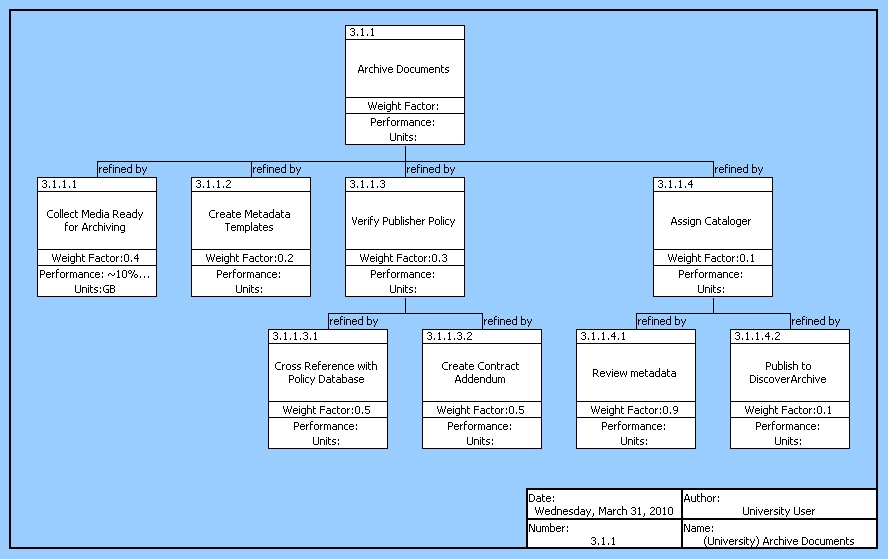 3.1.1
Archive Documents
Weight Factor:
Performance:
Units:
refined by
refined by
refined by
refined by
3.1.1.1
Collect Media Ready
for Archiving
Weight Factor:0.4
Performance: ~10%...
Units:GB
3.1.1.2
Create Metadata
Templates
Weight Factor:0.2
Performance:
Units:
3.1.1.3
Verify Publisher Policy
Weight Factor:0.3
Performance:
Units:
3.1.1.4
Assign Cataloger
Weight Factor:0.1
Performance:
Units:
refined by
refined by
refined by
refined by
3.1.1.3.1
Cross Reference with
Policy Database
Weight Factor:0.5
Performance:
Units:
3.1.1.3.2
Create Contract
Addendum
Weight Factor:0.5
Performance:
Units:
3.1.1.4.1
Review metadata
Weight Factor:0.9
Performance:
Units:
3.1.1.4.2
Publish to
DiscoverArchive
Weight Factor:0.1
Performance:
Units:
Date:
Wednesday, March 31, 2010
Author:
University User
Number:
3.1.1
Name:
(University) Archive Documents